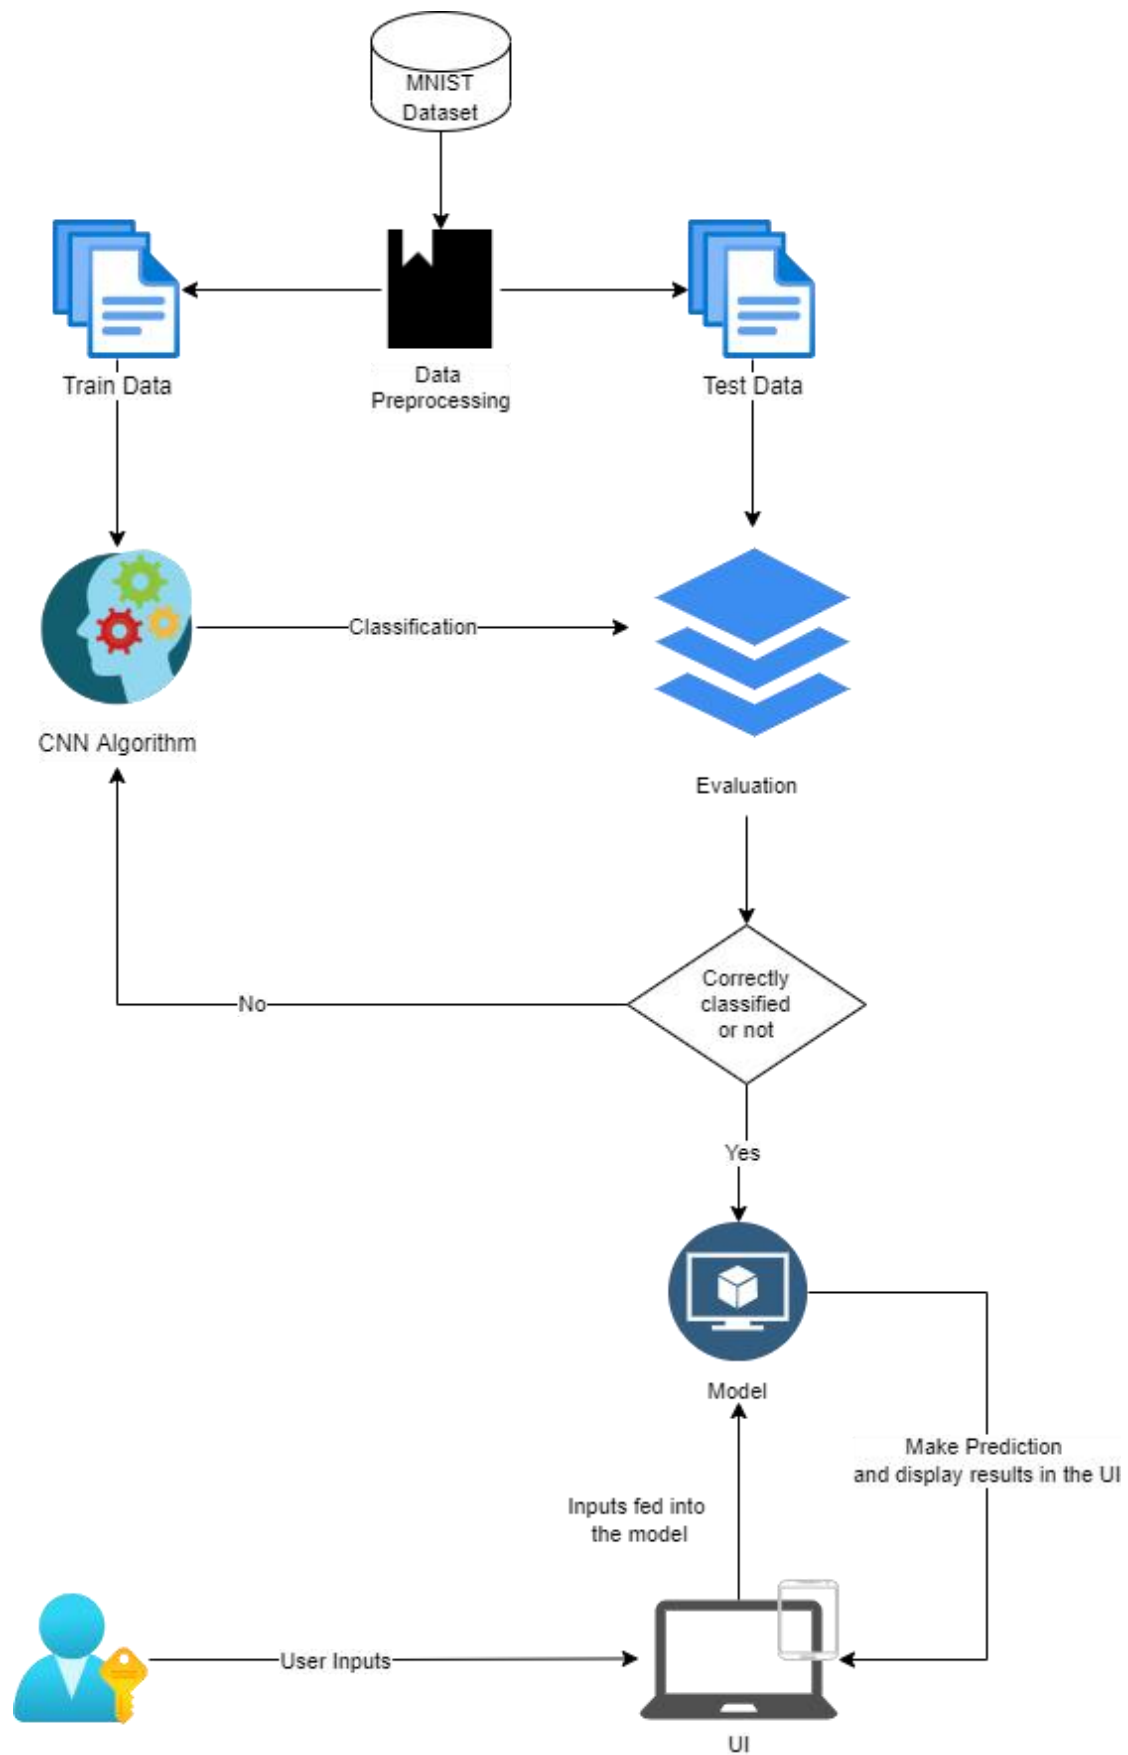 MNIST
Dataset
Train Data
Data
Preprocessing
Test Data
Classification
CNN Algorithm
Evaluation
Correctly
classified
or not
No
Yes
Model
Make Prediction
and display results in the UI
Inputs fed into
the model
User Inputs
UI